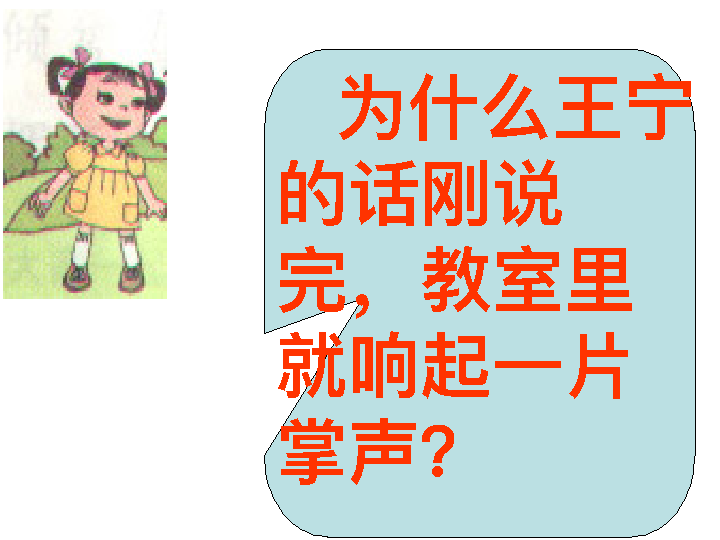 为什么王宁
的话刚说
完，教室里
就响起一片
掌声？